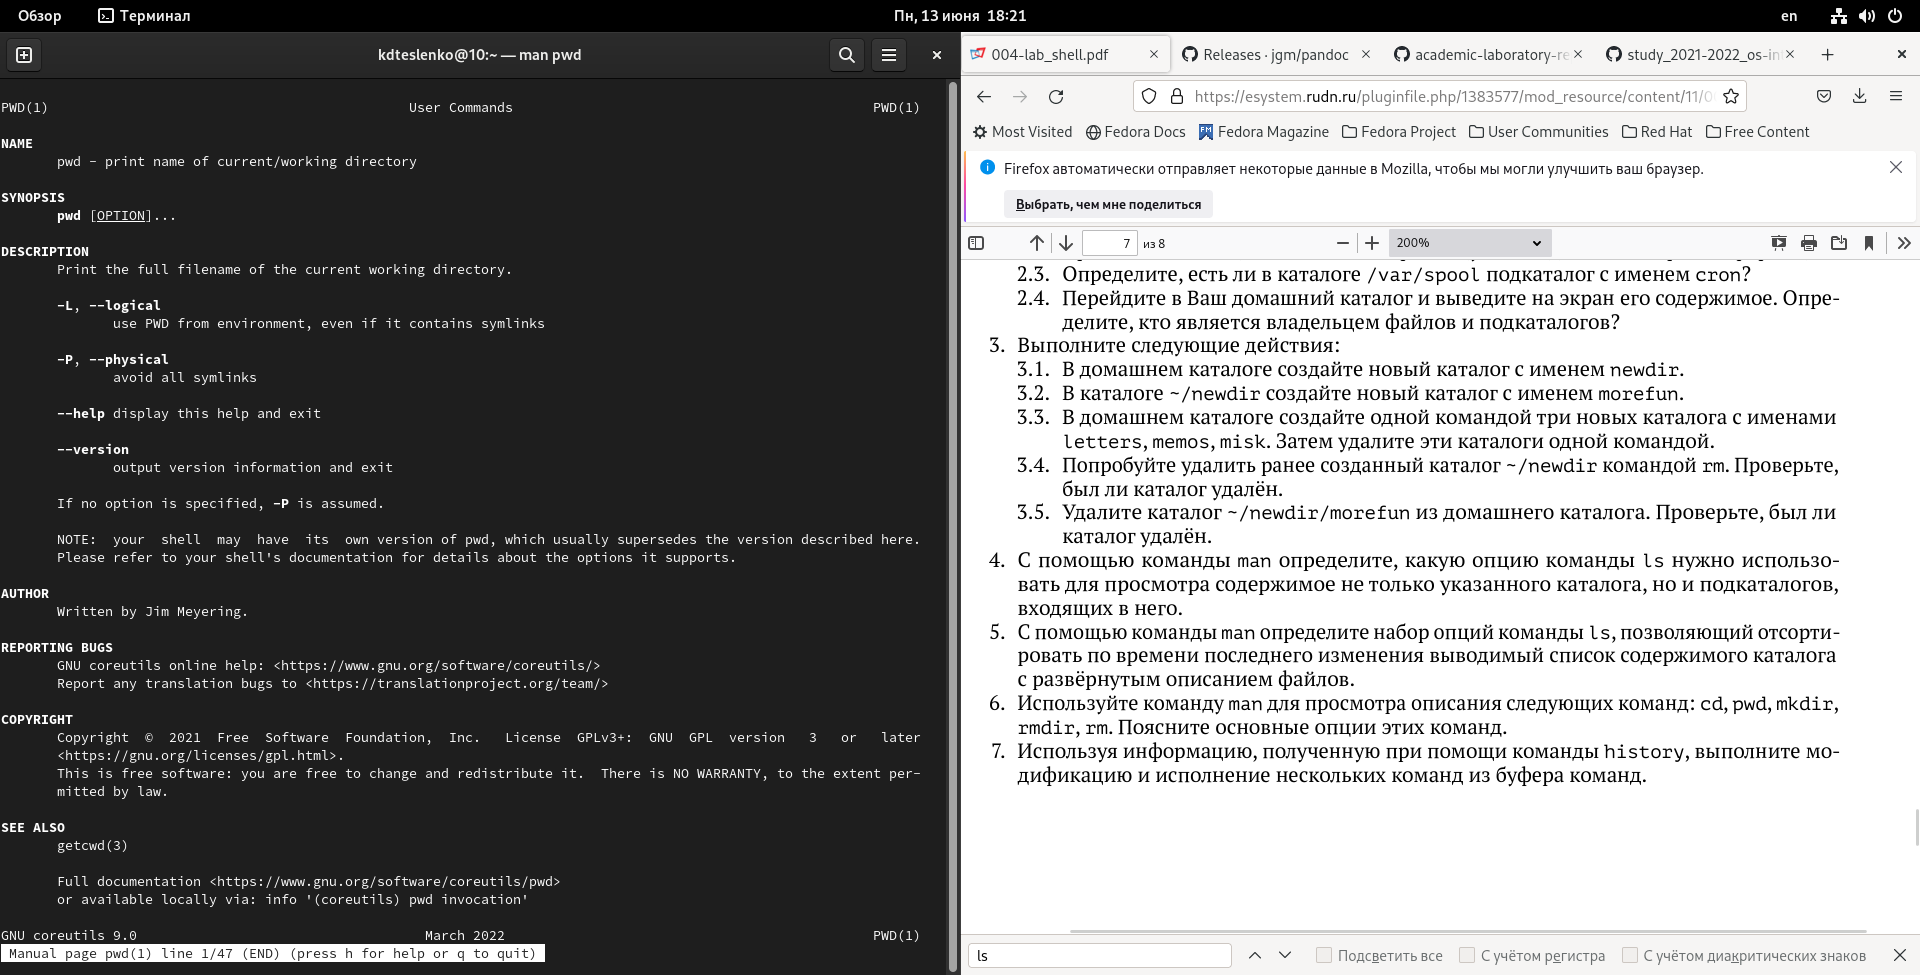 Обзор
Терминал
Пн, 13 июня 18:21
en
kdteslenko@10:~ — man pwd
PWD(1) User Commands PWD(1)
NAME
pwd - print name of current/working directory
SYNOPSIS
pwd [OPTION]...
DESCRIPTION
Print the full filename of the current working directory.
-L, --logical
use PWD from environment, even if it contains symlinks
-P, --physical
avoid all symlinks
--help display this help and exit
--version
output version information and exit
If no option is specified, -P is assumed.
NOTE: your shell may have its own version of pwd, which usually supersedes the version described here.
Please refer to your shell's documentation for details about the options it supports.
AUTHOR
Written by Jim Meyering.
REPORTING BUGS
GNU coreutils online help: <https://www.gnu.org/software/coreutils/>
Report any translation bugs to <https://translationproject.org/team/>
COPYRIGHT
Copyright © 2021 Free Software Foundation, Inc. License GPLv3+: GNU GPL version 3 or later
<https://gnu.org/licenses/gpl.html>.
This is free software: you are free to change and redistribute it. There is NO WARRANTY, to the extent per-
mitted by law.
SEE ALSO
getcwd(3)
Full documentation <https://www.gnu.org/software/coreutils/pwd>
or available locally via: info '(coreutils) pwd invocation'
GNU coreutils 9.0 March 2022 PWD(1)
Manual page pwd(1) line 1/47 (END) (press h for help or q to quit)
004-lab_shell.pdf
Releases · jgm/pandoc
academic-laboratory-re
study_2021-2022_os-in
https://esystem.rudn.ru/pluginfile.php/1383577/mod_resource/content/11/0
Most Visited Fedora Docs Fedora Magazine Fedora Project User Communities Red Hat Free Content
Firefox автоматически отправляет некоторые данные в Mozilla, чтобы мы могли улучшить ваш браузер.
Выбрать, чем мне поделиться
7 из 8 200%
2.3. Определите, есть ли в каталоге /var/spool подкаталог с именем cron?
2.4. Перейдите в Ваш домашний каталог и выведите на экран его содержимое. Опре-
делите, кто является владельцем файлов и подкаталогов?
3. Выполните следующие действия:
3.1. В домашнем каталоге создайте новый каталог с именем newdir.
3.2. В каталоге ~/newdir создайте новый каталог с именем morefun.
3.3. В домашнем каталоге создайте одной командой три новых каталога с именами
letters, memos, misk. Затем удалите эти каталоги одной командой.
3.4. Попробуйте удалить ранее созданный каталог ~/newdir командой rm. Проверьте,
был ли каталог удалён.
3.5. Удалите каталог ~/newdir/morefun из домашнего каталога. Проверьте, был ли
каталог удалён.
4. С помощью команды man определите, какую опцию команды ls нужно использо-
вать для просмотра содержимое не только указанного каталога, но и подкаталогов,
входящих в него.
5. С помощью команды man определите набор опций команды ls, позволяющий отсорти-
ровать по времени последнего изменения выводимый список содержимого каталога
с развёрнутым описанием файлов.
6. Используйте команду man для просмотра описания следующих команд: cd, pwd, mkdir,
rmdir, rm. Поясните основные опции этих команд.
7. Используя информацию, полученную при помощи команды history, выполните мо-
дификацию и исполнение нескольких команд из буфера команд.
ls
Подсветить все
С учётом регистра
С учётом диакритических знаков